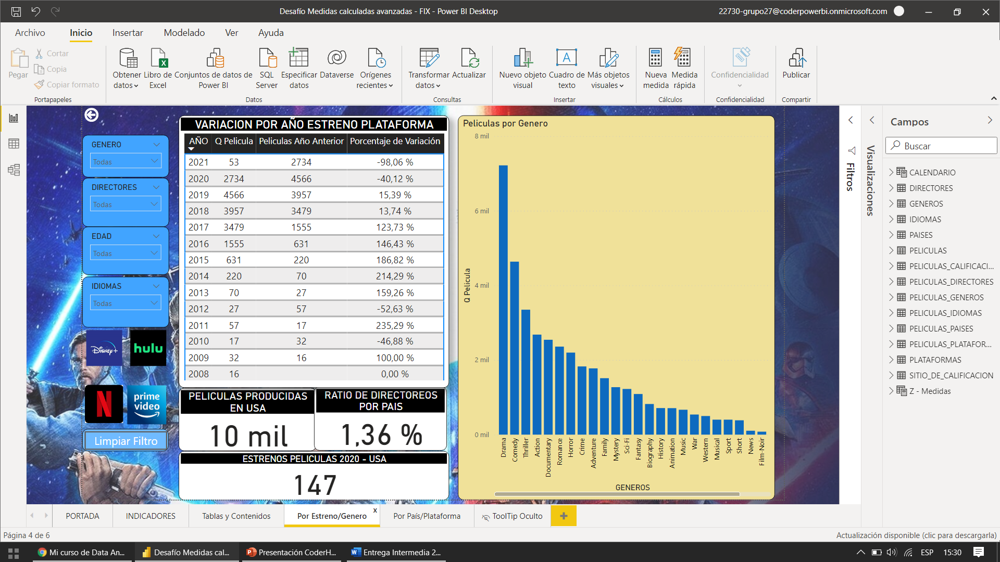 Desafío Medidas calculadas avanzadas - FIX - Power BI Desktop
22730-grupo27@coderpowerbi.onmicrosoft.com
Archivo
Inicio
Insertar
Modelado
Ver
Ayuda
Pegar
Cortar
Copia
Copiar formato
Portapapeles
Obtener datos
Libro de Excel
Conjuntos de datos de Power BI
SQL Server
Especificar datos
Dataverse
Orígenes recientes
Datos
Transformar datos
Actualizar
Consultas
Nuevo objeto visual
Cuadro de texto
Más objetos visuales
Insertar
Nueva medida
Medida rápida
Cálculos
Confidencialidad
Confidencialidad
Publicar
Compartir
GENERO
Todas
DIRECTORES
Todas
EDAD
Todas
IDIOMAS
Todas
Disney+
hulu
N
prime video
Limpiar Filtro
VARIACION POR AÑO ESTRENO PLATAFORMA
AÑO Q Pelicula Peliculas Año Anterior Porcentaje de Variación
2021 53 2734 -98,06 %
2020 2734 4566 -40,12 %
2019 4566 3957 15,39 %
2018 3957 3479 13,74 %
2017 3479 1555 123,73 %
2016 1555 631 146,43 %
2015 631 220 186,82 %
2014 220 70 214,29 %
2013 70 27 159,26 %
2012 27 57 -52,63 %
2011 57 17 235,29 %
2010 17 32 -46,88 %
2009 32 16 100,00 %
2008 16 0,00 %
PELICULAS PRODUCIDAS
EN USA
10 mil
RATIO DE DIRECTOREOS
POR PAIS
1,36 %
ESTRENOS PELICULAS 2020 - USA
147
Peliculas por Genero
8 mil
6 mil
4 mil
2 mil
0 mil
Q Pelicula
Drama
Comedy
Thriller
Action
Documentary
Romance
Horror
Crime
Adventure
Family
Mystery
Sci-Fi
Fantasy
Biography
History
Animation
Music
War
Western
Musical
Sport
Short
News
Film-Noir
GENEROS
Filtros
Visualizaciones
Campos
Buscar
CALENDARIO
DIRECTORES
GENEROS
IDIOMAS
PAISES
PELICULAS
PELICULAS_CALIFICACI...
PELICULAS_DIRECTORES
PELICULAS_GENEROS
PELICULAS_IDIOMAS
PELICULAS_PAISES
PELICULAS_PLATAFOR...
PLATAFORMAS
SITIO_DE_CALIFICACION
Z - Medidas
PORTADA
INDICADORES
Tablas y Contenidos
Por Estreno/Genero
x
Por País/Plataforma
ToolTip Oculto
+
Página 4 de 6
Actualización disponible (clic para descargarla)
Mi curso de Data An...
Desafío Medidas cal...
Presentación CoderH...
Entrega Intermedia 2...
ESP
15:30